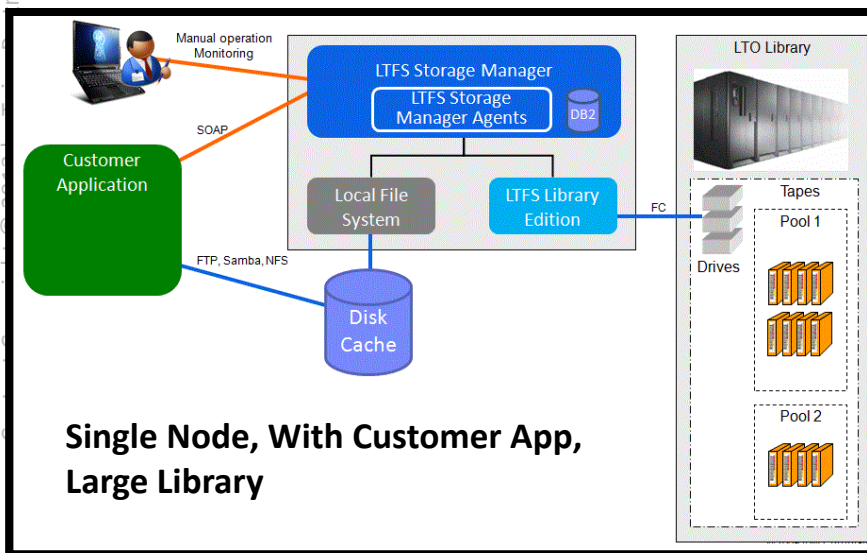 Manual operation
Monitoring
LTO Library
LTFS Storage Manager
LTFS Storage
Manager Agents
DB2
SOAP
Customer
Application
Local File
System
LTFS Library
Edition
FC
Tapes
Pool 1
Drives
FTP, Samba, NFS
Disk
Cache
Pool 2
Single Node, With Customer App,
Large Library